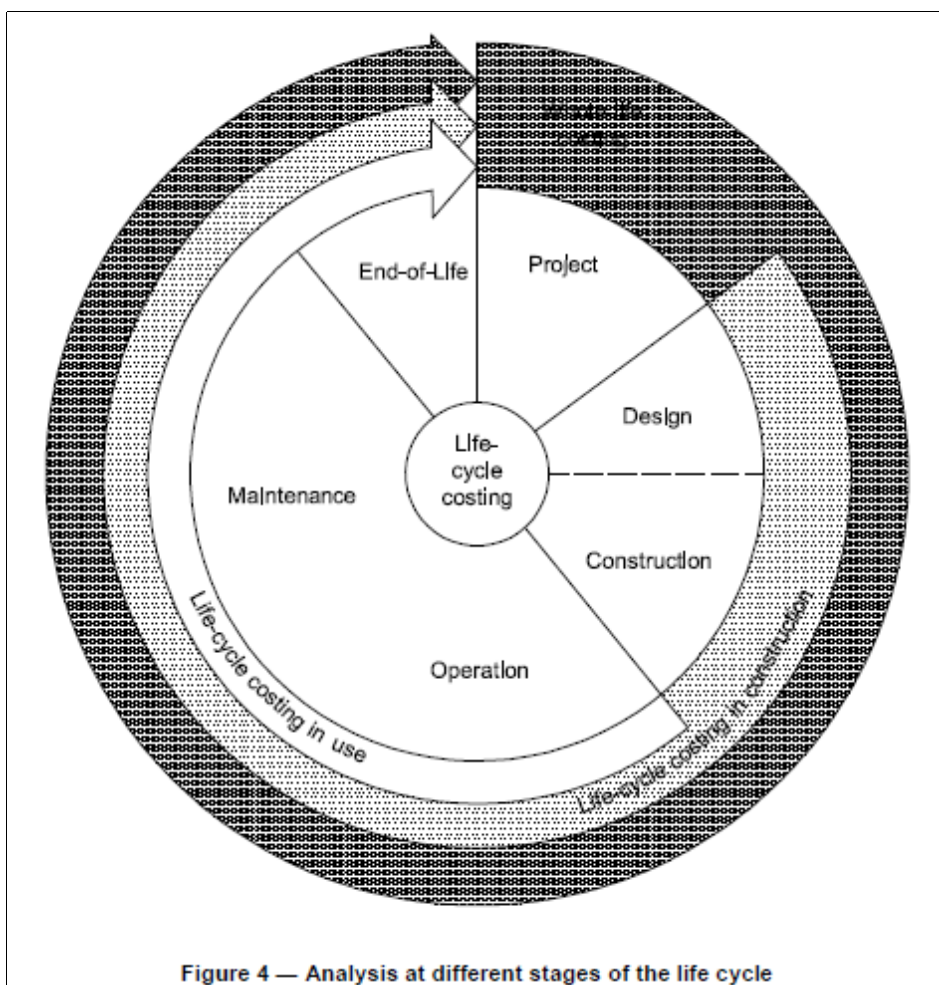 End-of-Life
Project
Design
Life-
cycle
costing
Maintenance
Construction
Operation
Life-cycle costing in use
Life-cycle costing in construction
Figure 4 — Analysis at different stages of the life cycle